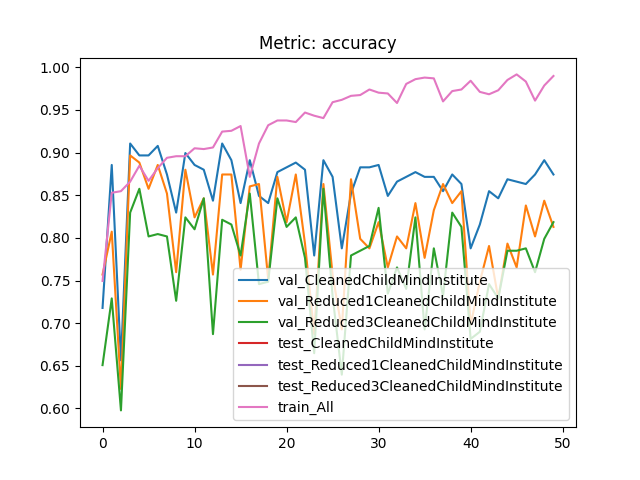 Metric: accuracy
1.00
0.95
0.90
0.85
0.80
0.75
0.70
0.65
0.60
val_CleanedChildMindInstitute
val_Reduced1CleanedChildMindInstitute
val_Reduced3CleanedChildMindInstitute
test_CleanedChildMindInstitute
test_Reduced1CleanedChildMindInstitute
test_Reduced3CleanedChildMindInstitute
train_All
0 10 20 30 40 50